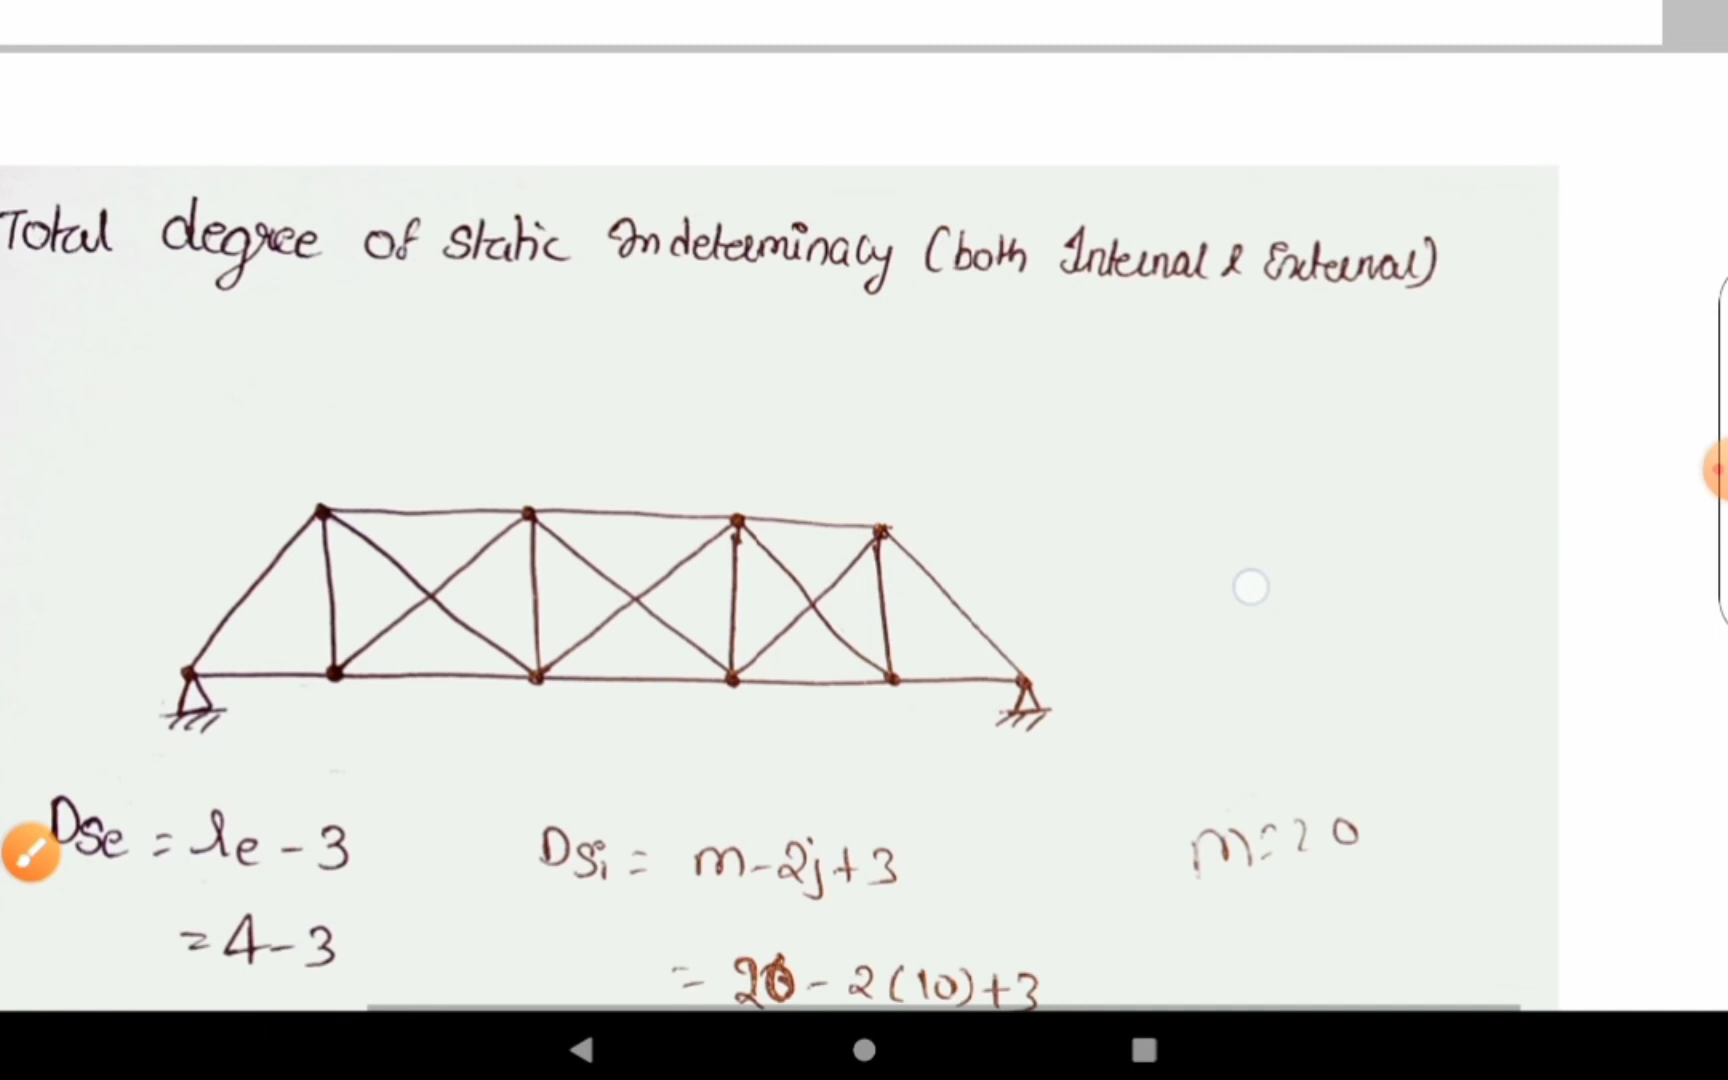 Total degree of static Indeterminacy (both Internal & External)
Dse = re - 3
Dsi = m - 2j + 3
m = 20
= 4 - 3
= 20 - 2(10) + 3